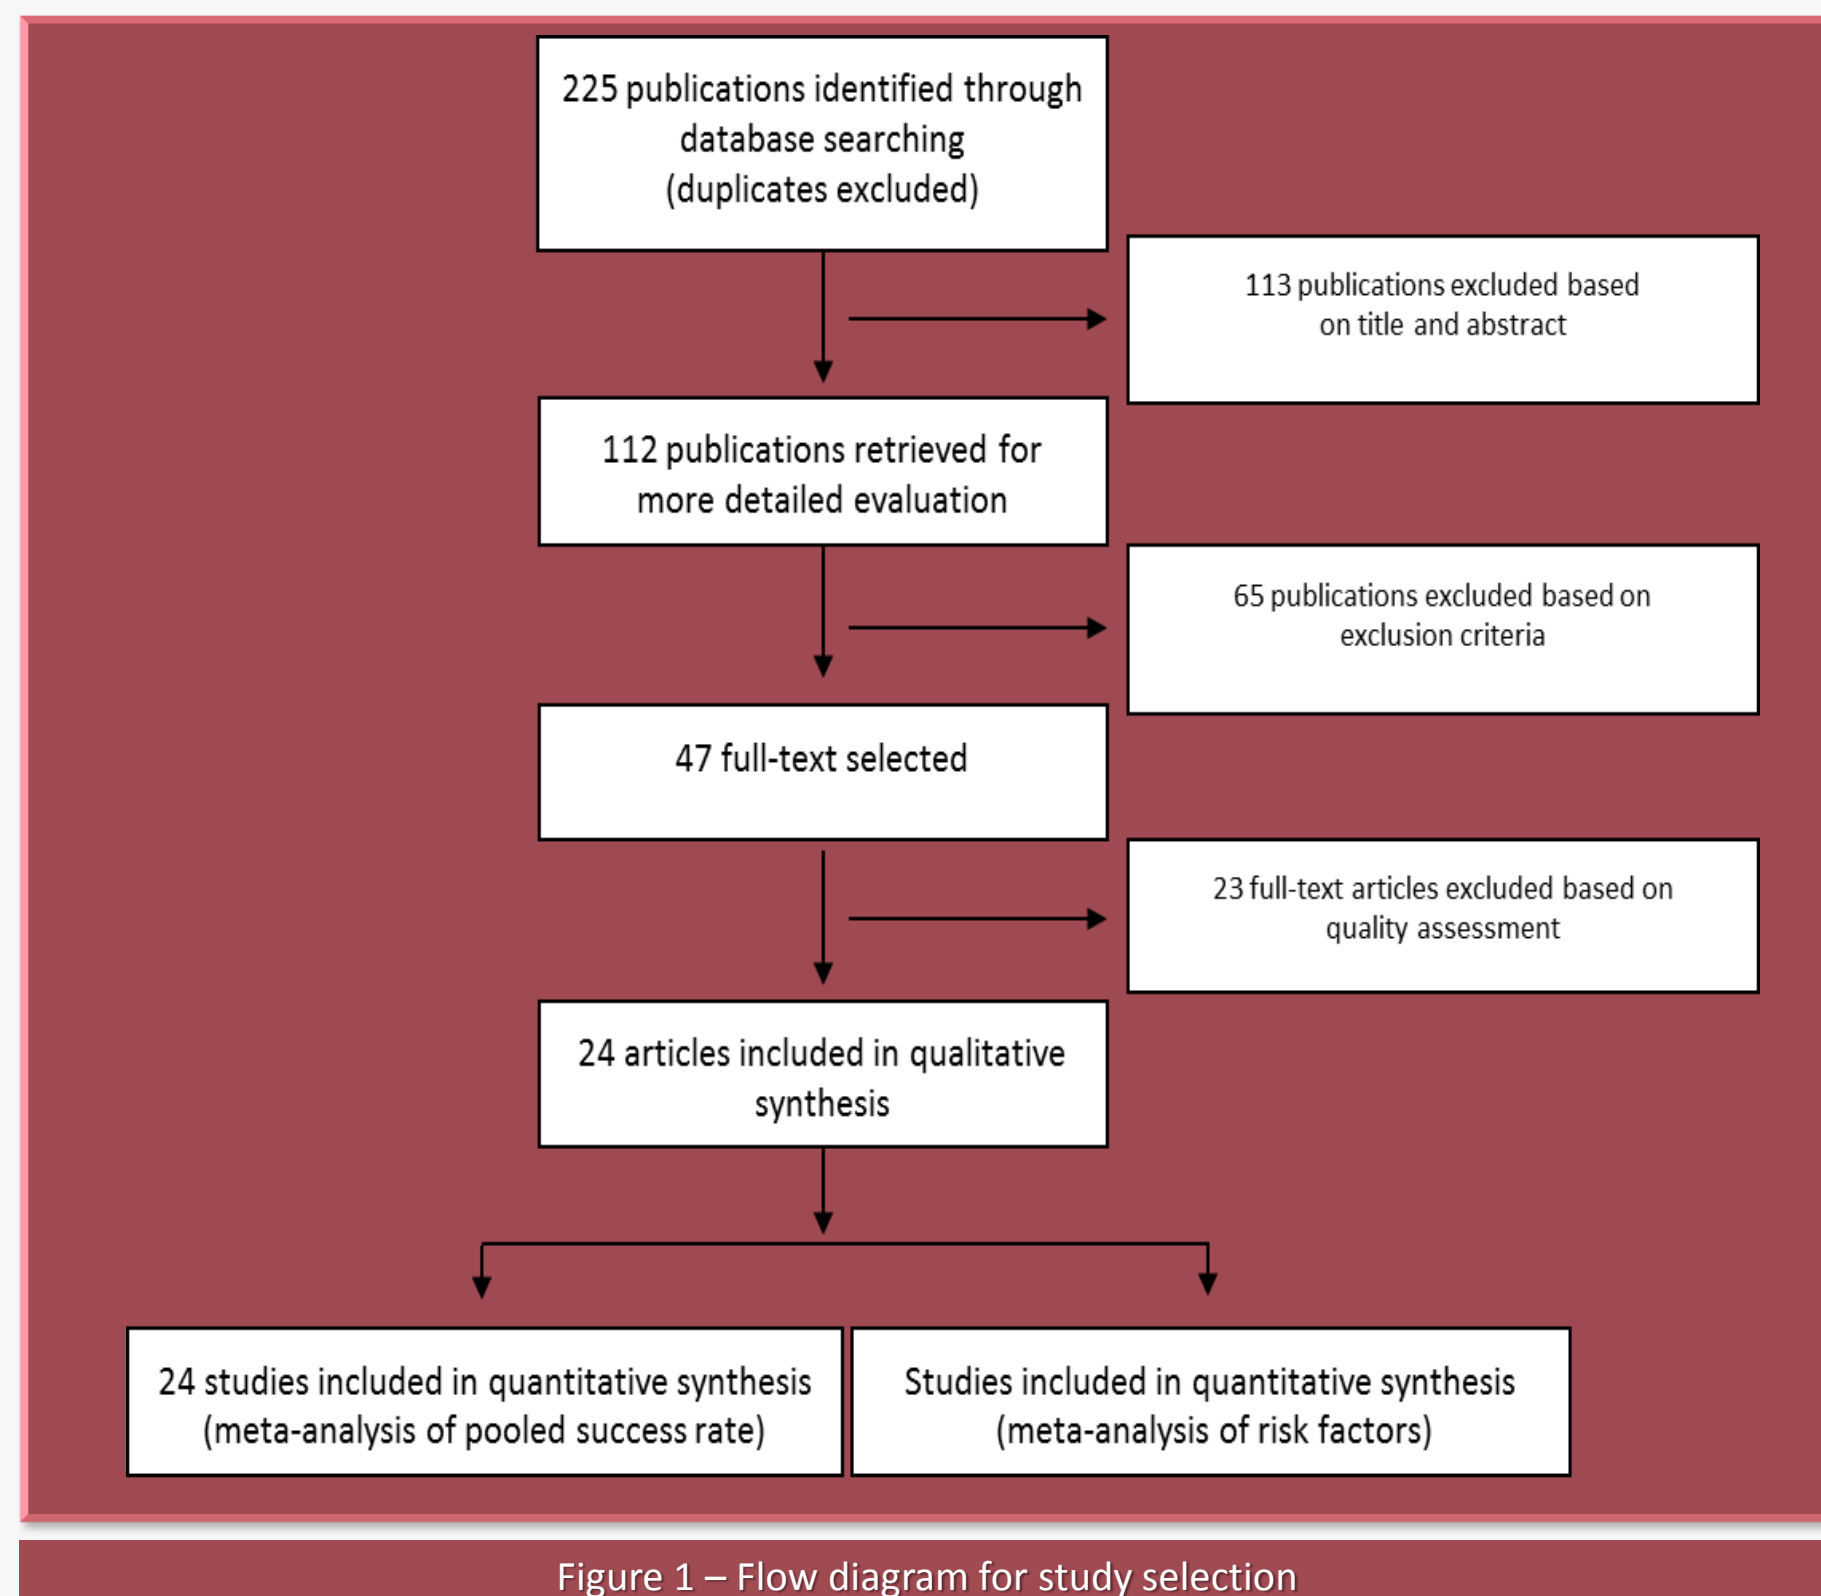 225 publications identified through
database searching
(duplicates excluded)
113 publications excluded based
on title and abstract
112 publications retrieved for
more detailed evaluation
65 publications excluded based on
exclusion criteria
47 full-text selected
23 full-text articles excluded based on
quality assessment
24 articles included in qualitative
synthesis
24 studies included in quantitative synthesis
(meta-analysis of pooled success rate)
Studies included in quantitative synthesis
(meta-analysis of risk factors)
Figure 1 – Flow diagram for study selection